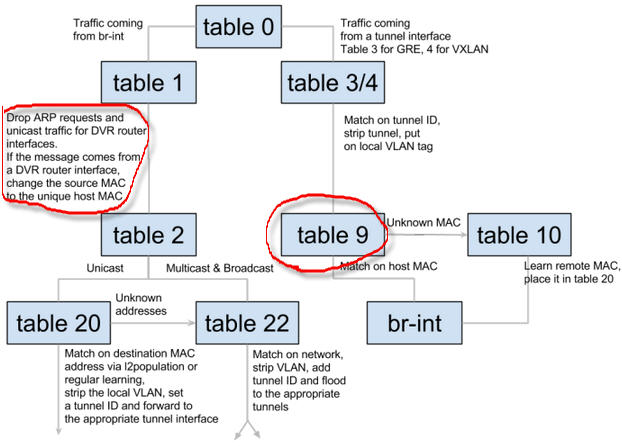 table 0
Traffic coming
from br-int
Traffic coming
from a tunnel interface
Table 3 for GRE, 4 for VXLAN
table 1
table 3/4
Drop ARP requests and
unicast traffic for DVR router
interfaces.
If the message comes from
a DVR router interface,
change the source MAC
to the unique host MAC
Match on tunnel ID,
strip tunnel, put
on local VLAN tag
table 2
table 9
Unknown MAC
table 10
Unicast
Multicast & Broadcast
Match on host MAC
Learn remote MAC,
place it in table 20
table 20
Unknown
addresses
table 22
br-int
Match on destination MAC
address via l2population or
regular learning,
strip the local VLAN, set
a tunnel ID and forward to
the appropriate tunnel interface
Match on network,
strip VLAN, add
tunnel ID and flood
to the appropriate
tunnels